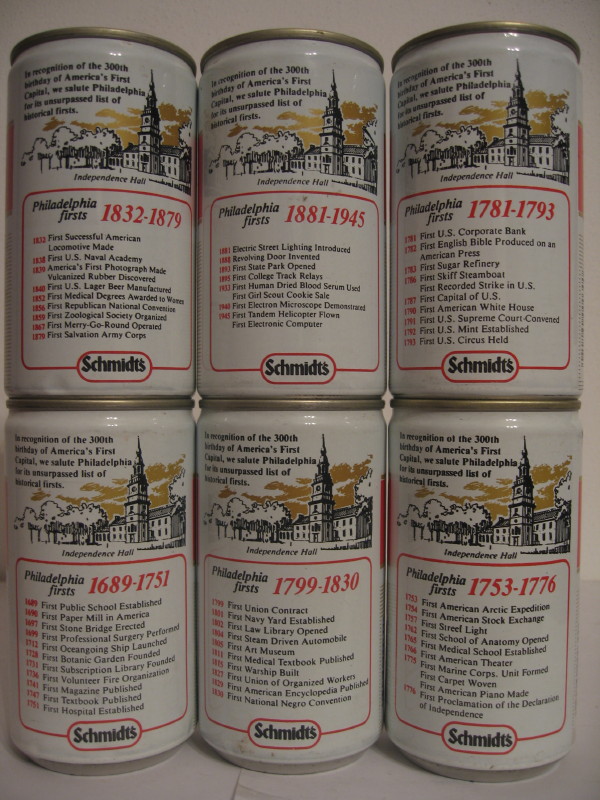 In recognition of the 300th
birthday of America's First
Capital, we salute Philadelphia
for its unsurpassed list of
historical firsts.
Independence Hall
Philadelphia
firsts
1832-1879
1832 First Successful American
Locomotive Made
1838 First U.S. Naval Academy
1839 America's First Photograph Made
Vulcanized Rubber Discovered
1840 First U.S. Lager Beer Manufactured
1852 First Medical Degrees Awarded to Women
1856 First Republican National Convention
1859 First Zoological Society Organized
1867 First Merry-Go-Round Operated
1879 First Salvation Army Corps
Schmidt's
In recognition of the 300th
birthday of America's First
Capital, we salute Philadelphia
for its unsurpassed list of
historical firsts.
Independence Hall
Philadelphia
firsts
1881-1945
1881 Electric Street Lighting Introduced
1888 Revolving Door Invented
1893 First State Park Opened
1895 First College Track Relays
1933 First Human Dried Blood Serum Used
First Girl Scout Cookie Sale
1940 First Electron Microscope Demonstrated
1945 First Tandem Helicopter Flown
First Electronic Computer
Schmidt's
In recognition of the 300th
birthday of America's First
Capital, we salute Philadelphia
for its unsurpassed list of
historical firsts.
Independence Hall
Philadelphia
firsts
1781-1793
1781 First U.S. Corporate Bank
1782 First English Bible Produced on an
American Press
1783 First Sugar Refinery
1786 First Skiff Steamboat
First Recorded Strike in U.S.
1787 First Capital of U.S.
1790 First American White House
1791 First U.S. Supreme Court Convened
1792 First U.S. Mint Established
1793 First U.S. Circus Held
Schmidt's
In recognition of the 300th
birthday of America's First
Capital, we salute Philadelphia
for its unsurpassed list of
historical firsts.
Independence Hall
Philadelphia
firsts
1689-1751
1689 First Public School Established
1690 First Paper Mill in America
1697 First Stone Bridge Erected
1699 First Professional Surgery Performed
1712 First Oceangoing Ship Launched
1728 First Botanic Garden Founded
1731 First Subscription Library Founded
1736 First Volunteer Fire Organization
1741 First Magazine Published
1747 First Textbook Published
1751 First Hospital Established
Schmidt's
In recognition of the 300th
birthday of America's First
Capital, we salute Philadelphia
for its unsurpassed list of
historical firsts.
Independence Hall
Philadelphia
firsts
1799-1830
1799 First Union Contract
1801 First Navy Yard Established
1802 First Law Library Opened
1804 First Steam Driven Automobile
1805 First Art Museum
First Medical Textbook Published
First Warship Built
1827 First Union of Organized Workers
1829 First American Encyclopedia Published
1830 First National Negro Convention
Schmidt's
In recognition of the 300th
birthday of America's First
Capital, we salute Philadelphia
for its unsurpassed list of
historical firsts.
Independence Hall
Philadelphia
firsts
1753-1776
1753 First American Arctic Expedition
1754 First American Stock Exchange
1757 First Street Light
1762 First School of Anatomy Opened
1765 First Medical School Established
1766 First American Theater
1775 First Marine Corps. Unit Formed
First Carpet Woven
First American Piano Made
1776 First Proclamation of the Declaration
of Independence
Schmidt's